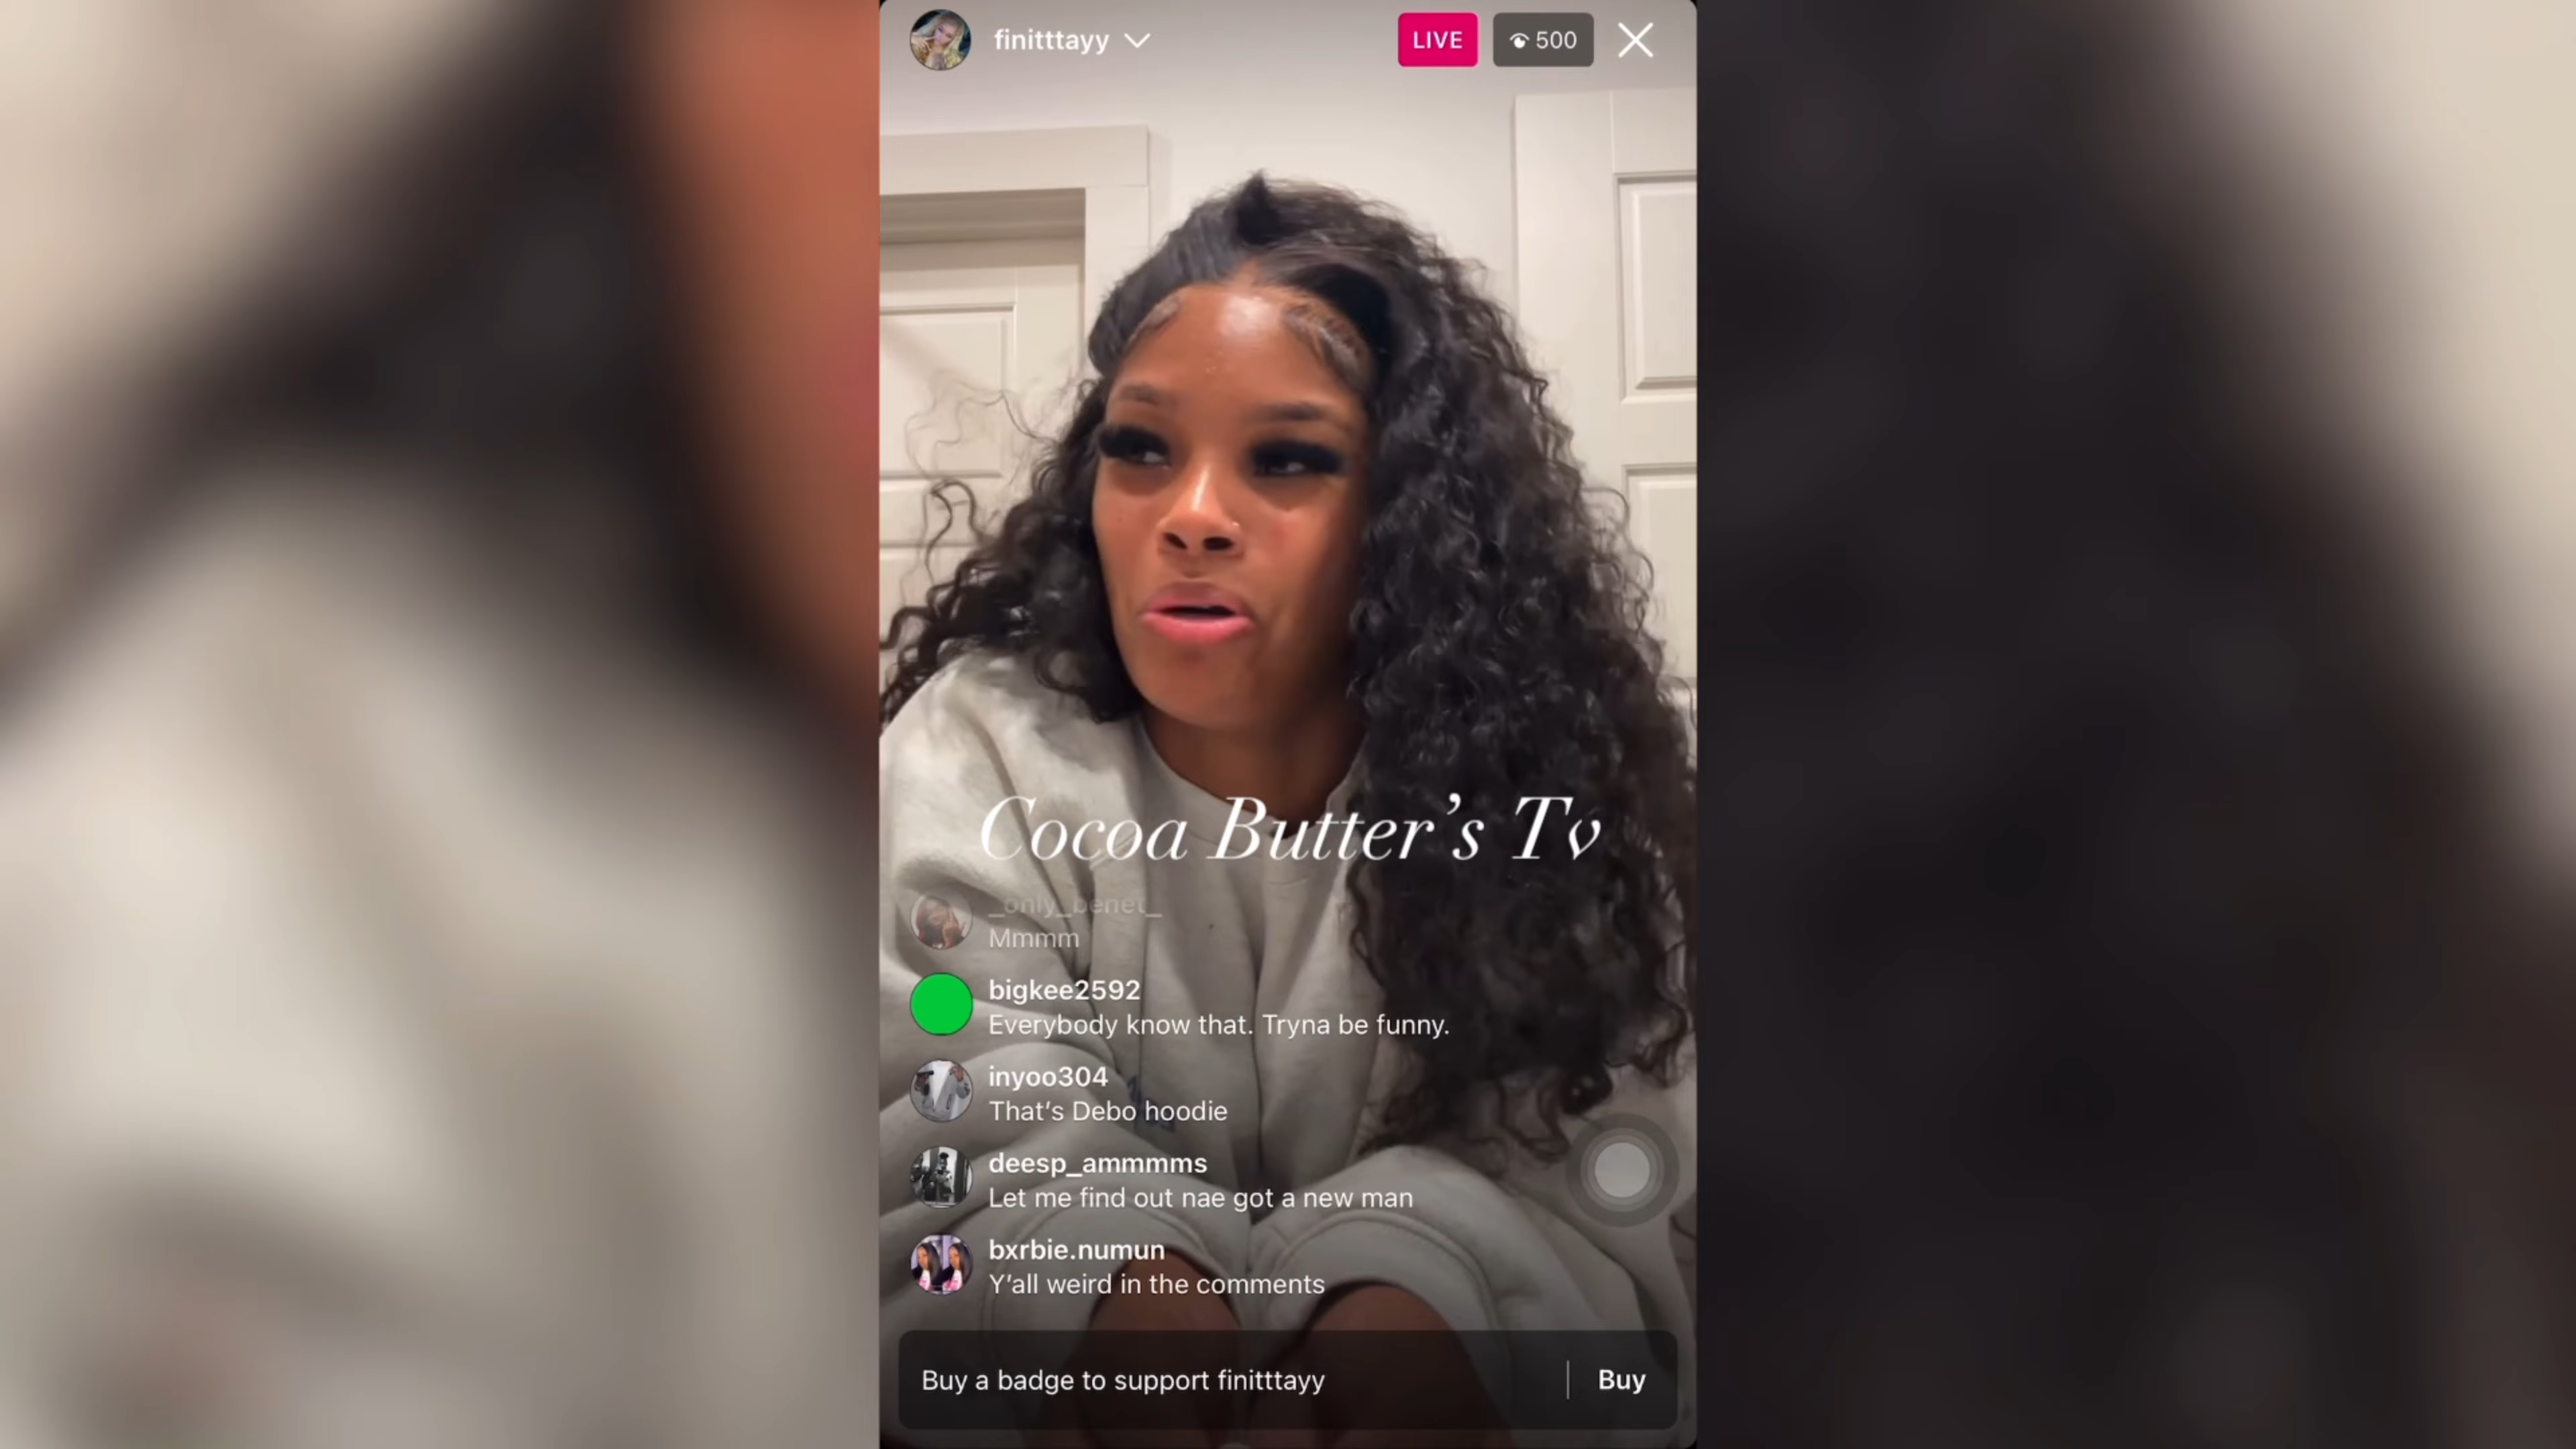 finitttayy
LIVE
500
Cocoa Butter’s Tv
_only_benet_
Mmmm
bigkee2592
Everybody know that. Tryna be funny.
inyoo304
That’s Debo hoodie
deesp_ammmms
Let me find out nae got a new man
bxrbie.numun
Y’all weird in the comments
Buy a badge to support finitttayy
Buy